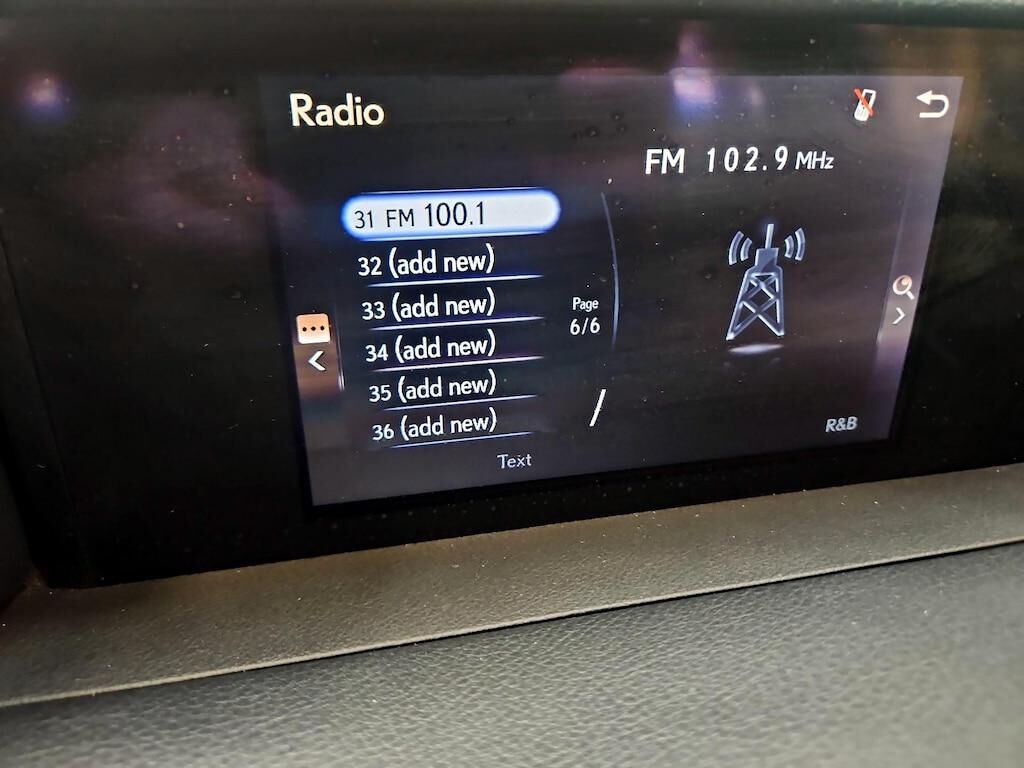 Radio
FM 102.9 MHz
31 FM 100.1
32 (add new)
33 (add new)
34 (add new)
35 (add new)
36 (add new)
Page
6/6
R&B
Text